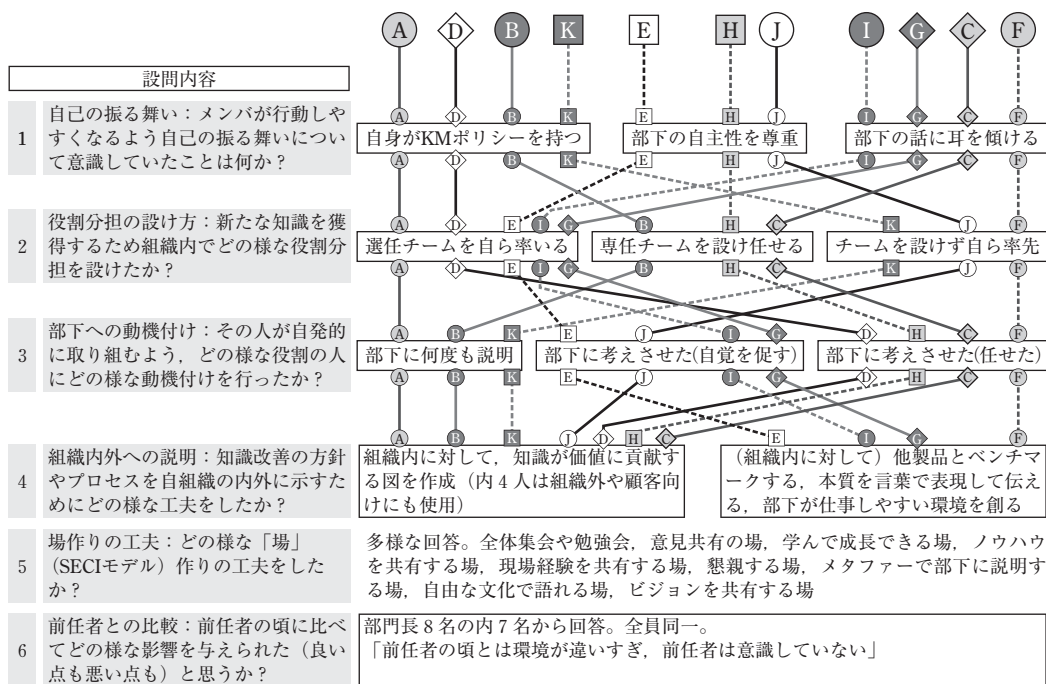 A D B K E H J I G C F
設問内容
A D B K E H J I G C F
1
自己の振る舞い：メンバが行動しや
すくなるよう自己の振る舞いについ
て意識していたことは何か？
自身がKMポリシーを持つ
部下の自主性を尊重
部下の話に耳を傾ける
A D B K E H J I G C F
A D E I G B H C K J F
2
役割分担の設け方：新たな知識を獲
得するため組織内でどの様な役割分
担を設けたか？
選任チームを自ら率いる
専任チームを設け任せる
チームを設けず自ら率先
A D E I G B H C K J F
A B K E J I G D H C F
3
部下への動機付け：その人が自発的
に取り組むよう，どの様な役割の人
にどの様な動機付けを行ったか？
部下に何度も説明
部下に考えさせた(自覚を促す)
部下に考えさせた(任せた)
A B K E J I G D H C F
A B K J D H C E I G F
4
組織内外への説明：知識改善の方針
やプロセスを自組織の内外に示すた
めにどの様な工夫をしたか？
組織内に対して，知識が価値に貢献す
る図を作成（内4人は組織外や顧客向
けにも使用）
（組織内に対して）他製品とベンチマ
ークする，本質を言葉で表現して伝え
る，部下が仕事しやすい環境を創る
5
場作りの工夫：どの様な「場」
（SECIモデル）作りの工夫をした
か？
多様な回答。全体集会や勉強会，意見共有の場，学んで成長できる場，ノウハウ
を共有する場，現場経験を共有する場，懇親する場，メタファーで部下に説明す
る場，自由な文化で語れる場，ビジョンを共有する場
6
前任者との比較：前任者の頃に比べ
てどの様な影響を与えられた（良い
点も悪い点も）と思うか？
部門長8名の内7名から回答。全員同一。
「前任者の頃とは環境が違いすぎ，前任者は意識していない」